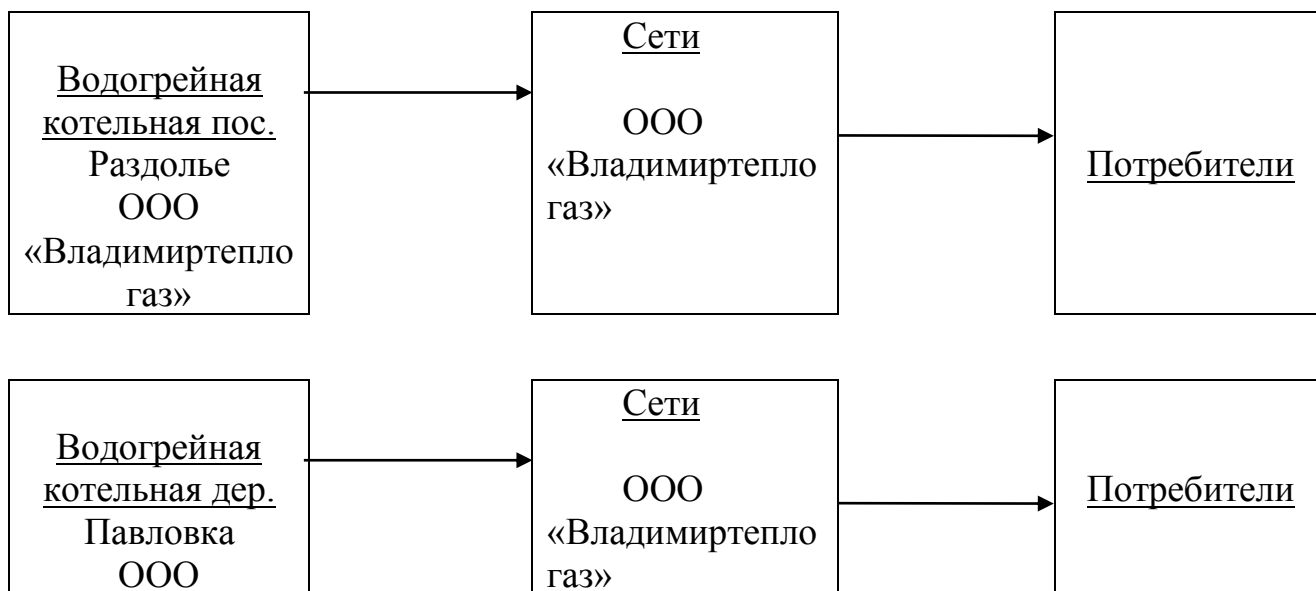 Водогрейная
котельная пос.
Раздолье
ООО
«Владимиртепло
газ»
Сети
ООО
«Владимиртепло
газ»
Потребители
Водогрейная
котельная дер.
Павловка
ООО
Сети
ООО
«Владимиртепло
газ»
Потребители